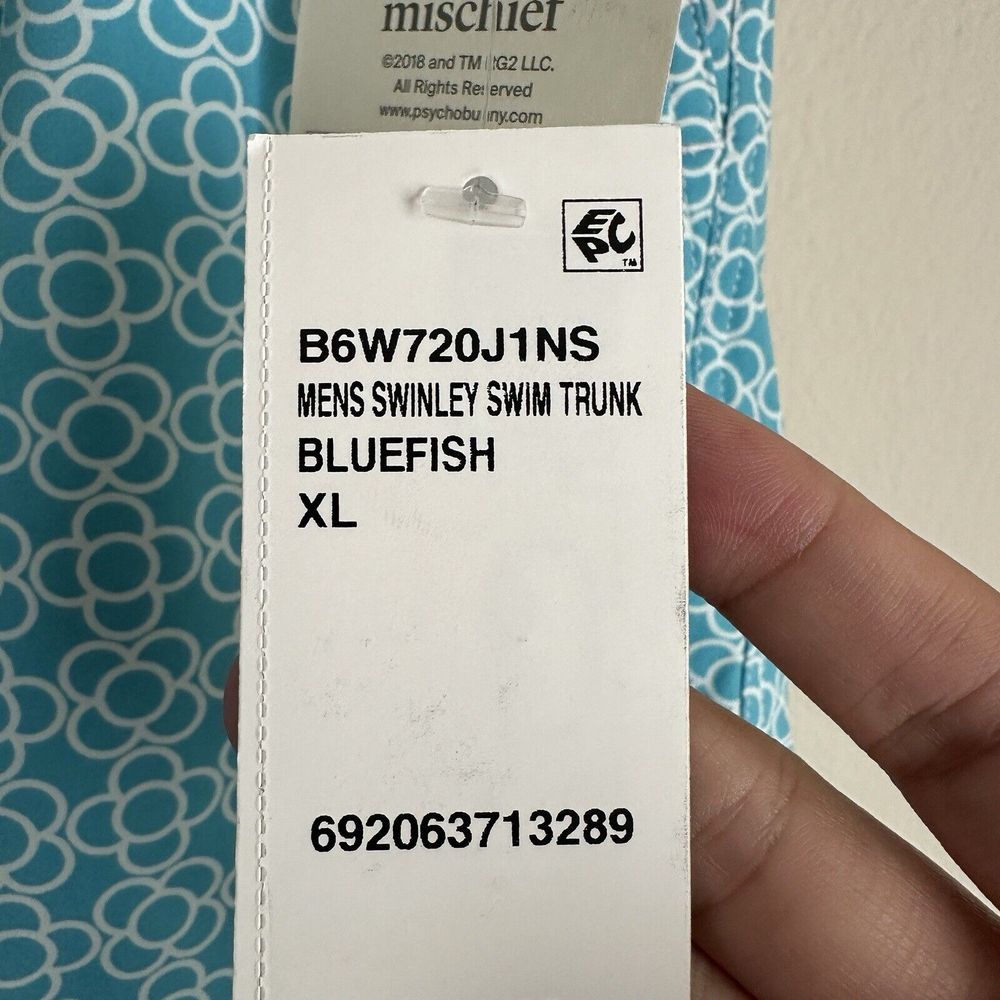 mischief
©2018 and TM RG2 LLC.
All Rights Reserved
www.psychobunny.com
EPC
TM
B6W720J1NS
MENS SWINLEY SWIM TRUNK
BLUEFISH
XL
692063713289